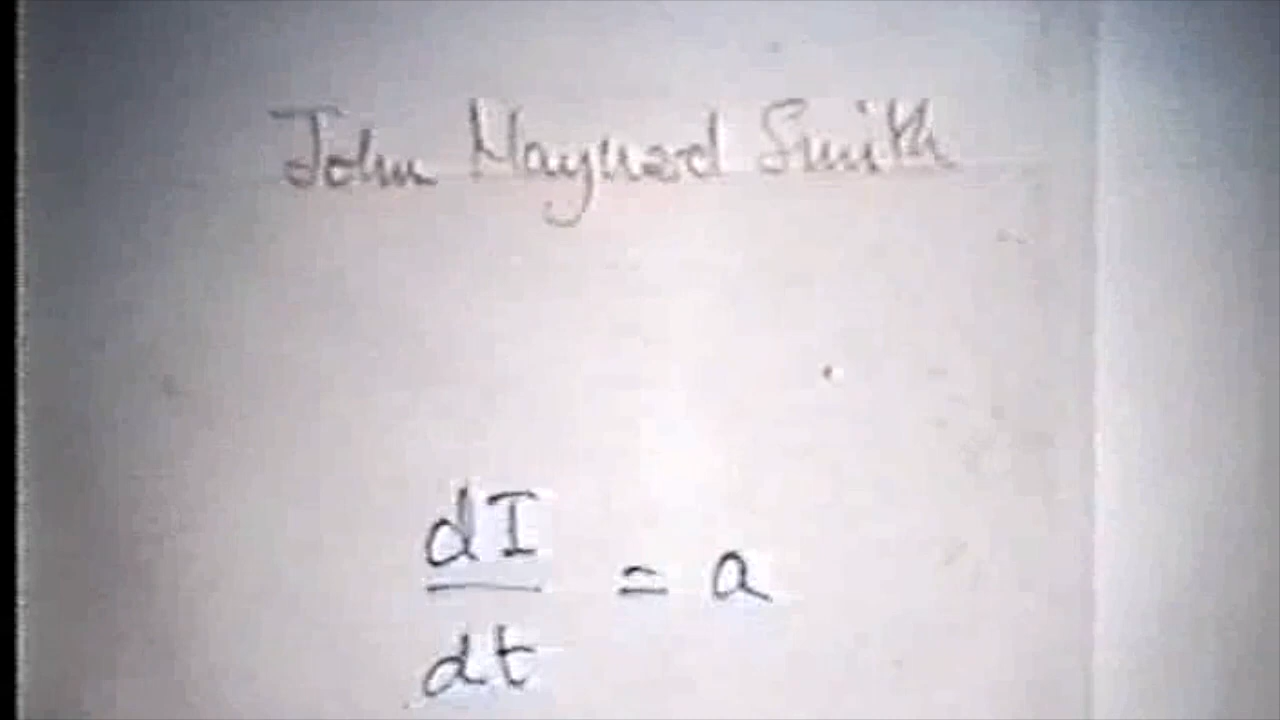 John Maynard Smith
dI
— = a
dt